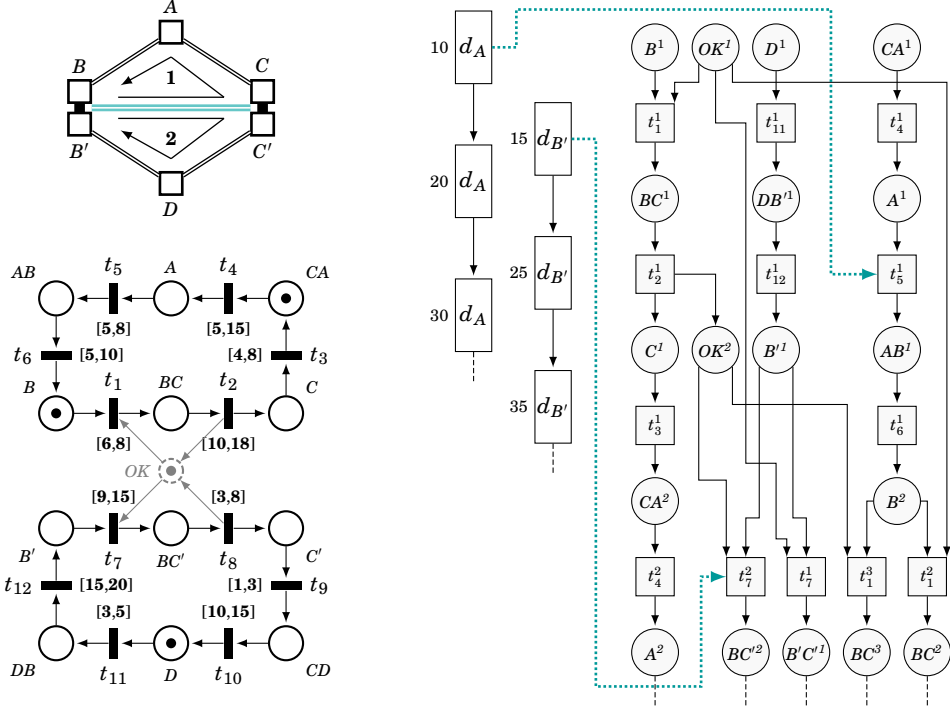 A
B
C
1
2
B′
C′
D
AB
t5
A
t4
CA
[5,8]
[5,15]
t6
[5,10]
[4,8]
t3
B
t1
BC
t2
C
[6,8]
[10,18]
OK
[9,15]
[3,8]
B′
t7
BC′
t8
C′
t12
[15,20]
[1,3]
t9
[3,5]
[10,15]
DB
t11
D
t10
CD
10
dA
20
dA
30
dA
15
dB′
25
dB′
35
dB′
B¹
OK¹
D¹
CA¹
t¹₁
t¹₁₁
t¹₄
BC¹
DB′¹
A¹
t¹₂
t¹₁₂
t¹₅
C¹
OK²
B′¹
AB¹
t¹₃
t¹₆
CA²
B²
t²₄
t²₇
t¹₇
t³₁
t²₁
A²
BC′²
B′C′¹
BC³
BC²